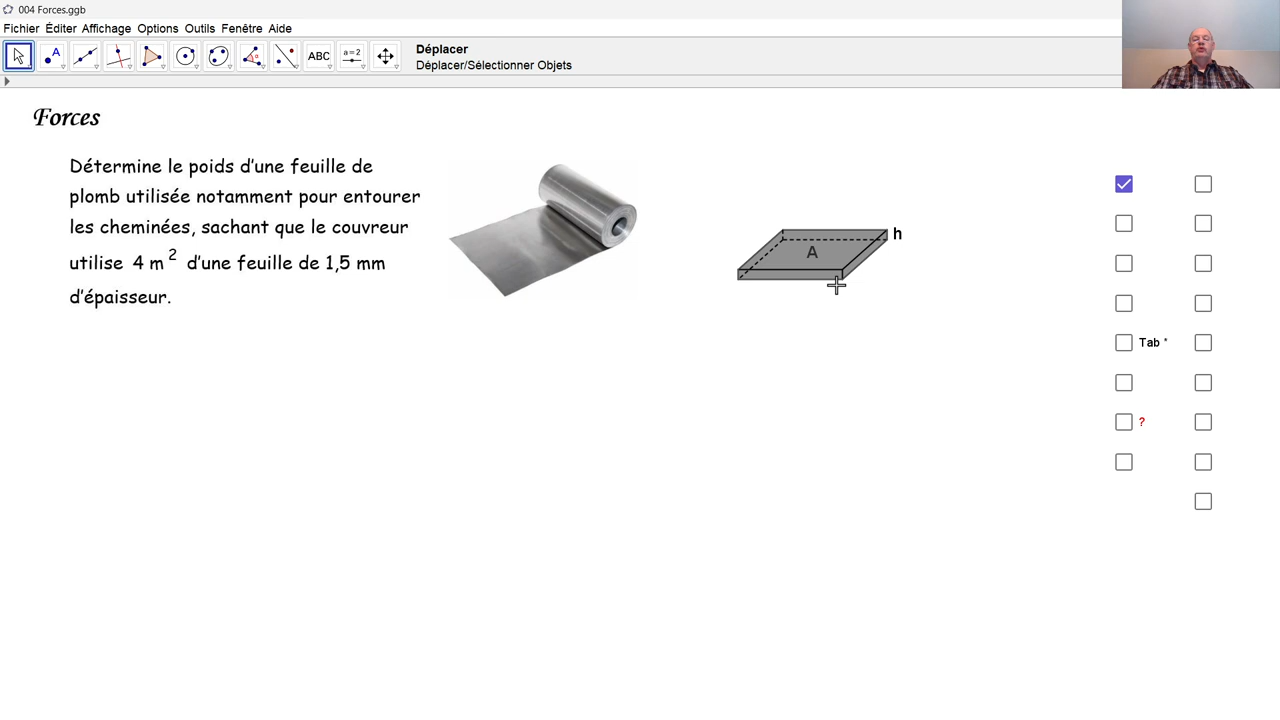 004 Forces.ggb
Fichier Éditer Affichage Options Outils Fenêtre Aide
A ABC a=2 Déplacer
Déplacer/Sélectionner Objets
Forces
Détermine le poids d'une feuille de
plomb utilisée notamment pour entourer
les cheminées, sachant que le couvreur
utilise 4 m² d'une feuille de 1,5 mm
d'épaisseur.
h
A
Tab *
?